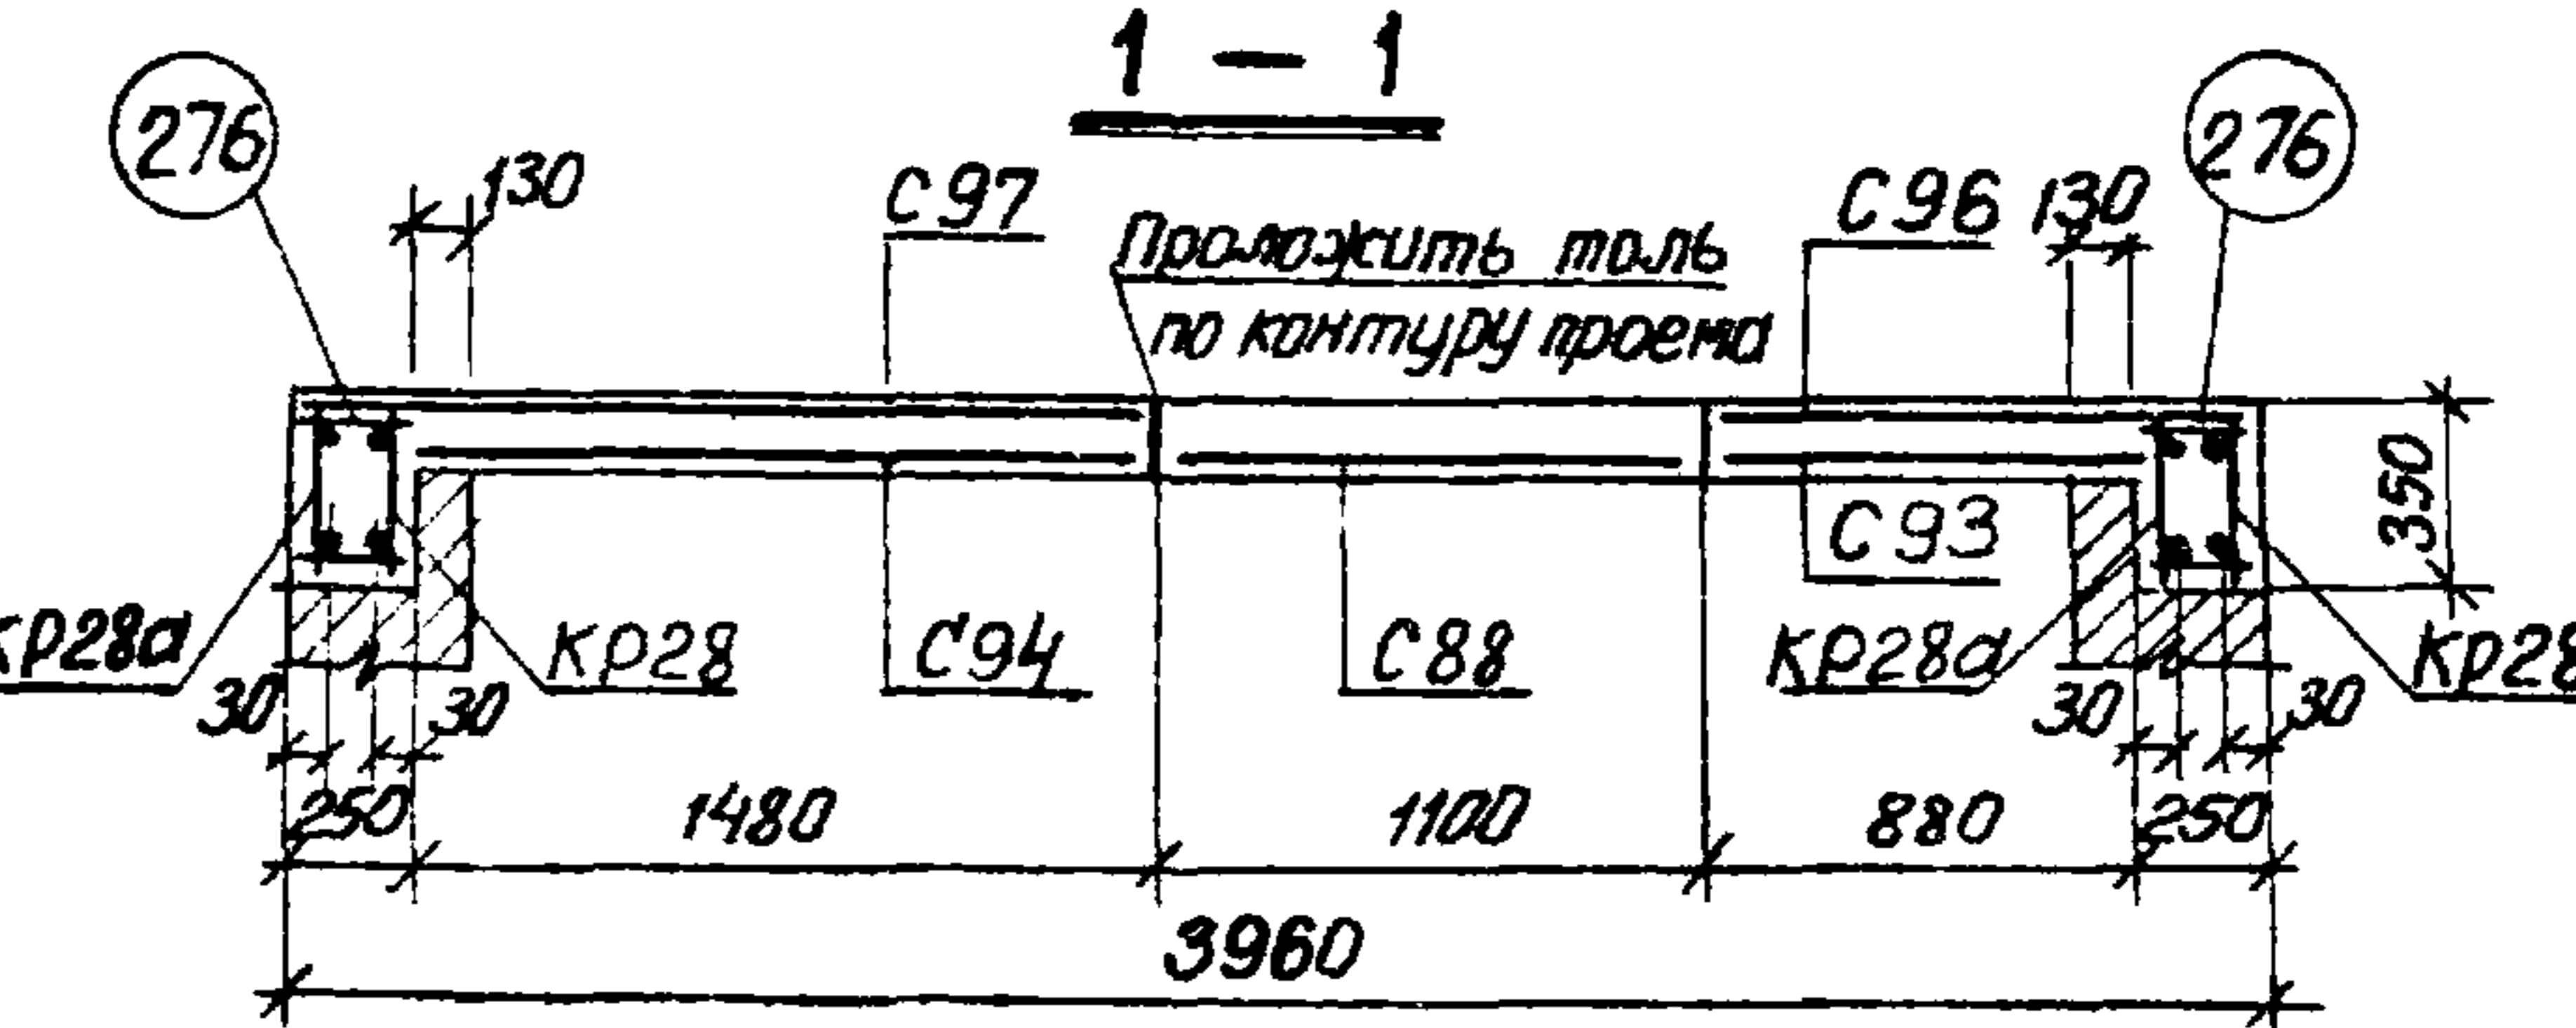 1 – 1
276
130
С97
Проложить толь
по контуру проема
С96
130
276
350
С93
КР28а
КР28
С94
С88
КР28а
КР28
30
30
30
30
250
1480
1100
880
250
3960